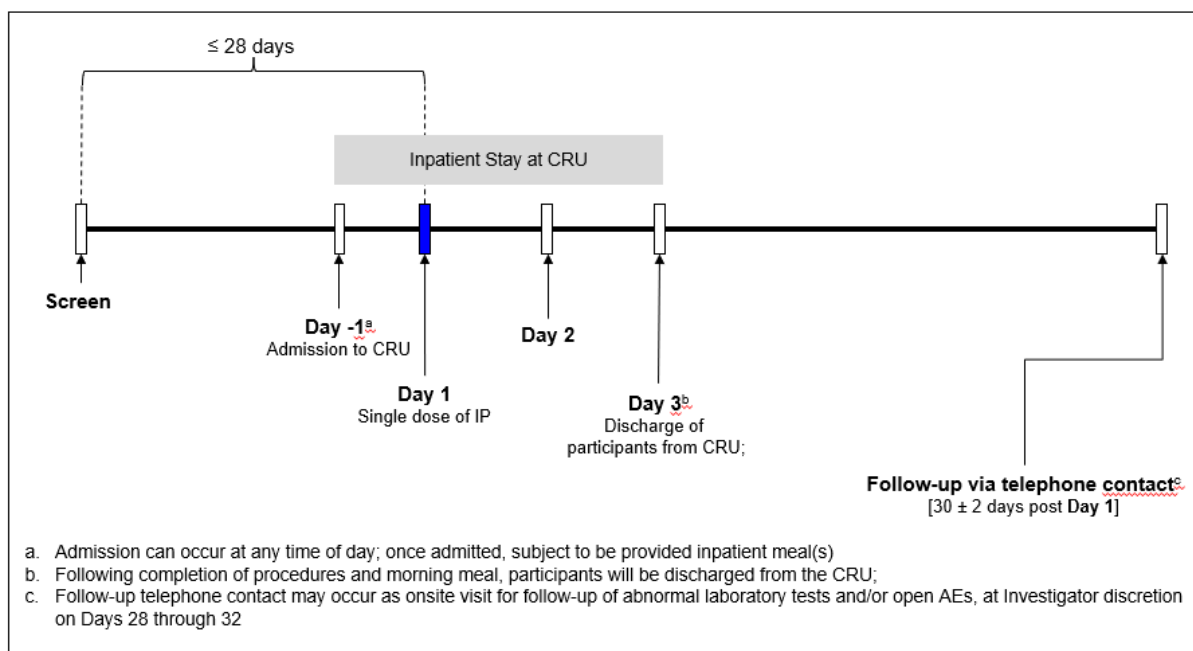 ≤ 28 days
Inpatient Stay at CRU
Screen
Day -1a
Admission to CRU
Day 1
Single dose of IP
Day 2
Day 3b
Discharge of
participants from CRU;
Follow-up via telephone contactc
[30 ± 2 days post Day 1]
a. Admission can occur at any time of day; once admitted, subject to be provided inpatient meal(s)
b. Following completion of procedures and morning meal, participants will be discharged from the CRU;
c. Follow-up telephone contact may occur as onsite visit for follow-up of abnormal laboratory tests and/or open AEs, at Investigator discretion
on Days 28 through 32